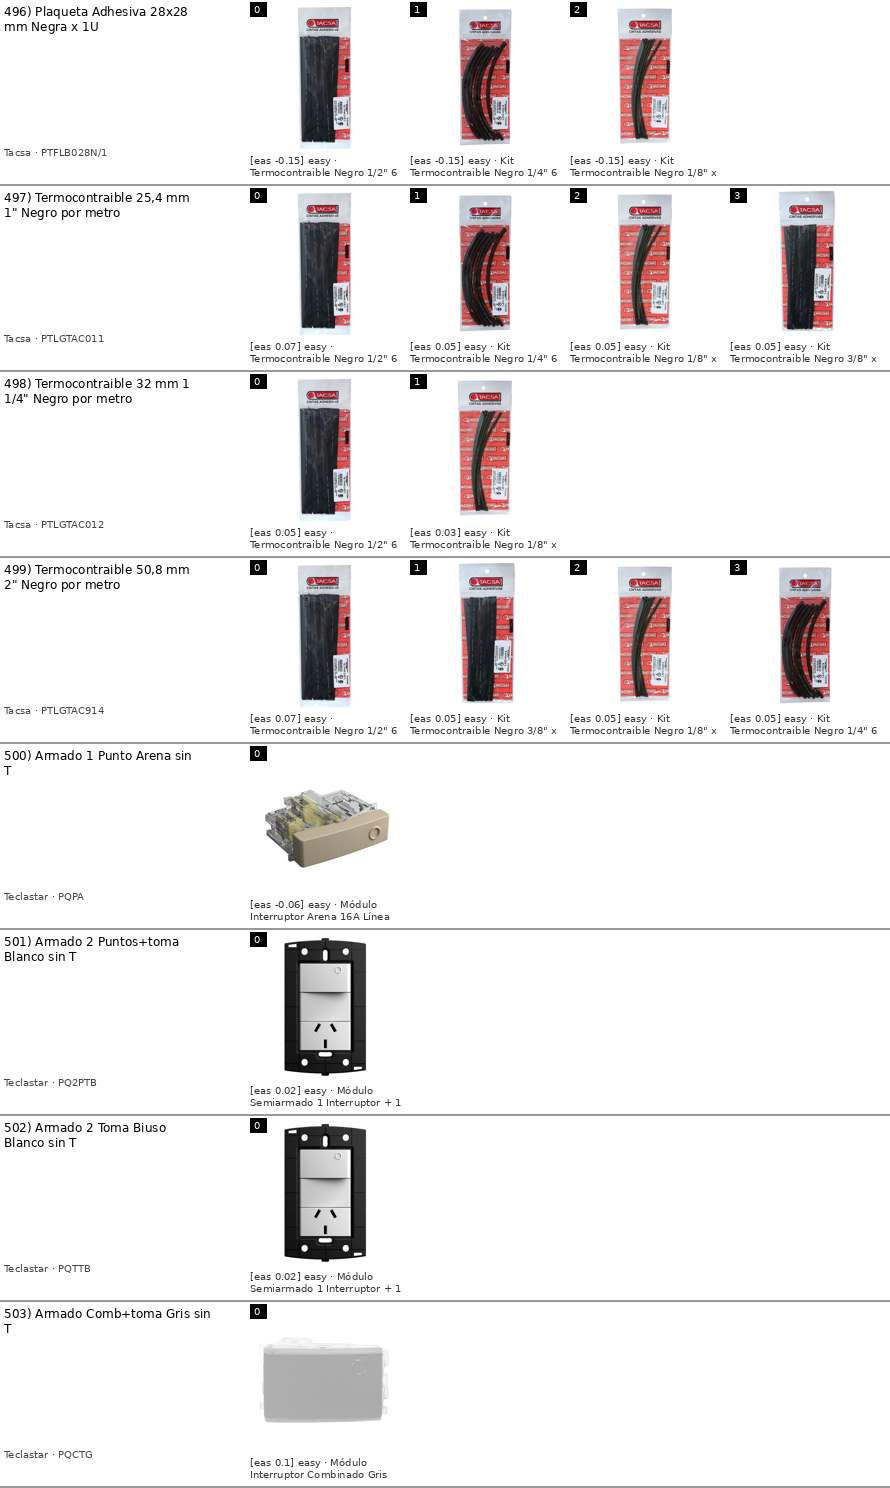 496) Plaqueta Adhesiva 28x28
mm Negra x 1U
Tacsa · PTFLB028N/1
0
1
2
TACSA
TACSA
TACSA
[eas -0.15] easy ·
Termocontraible Negro 1/2" 6
[eas -0.15] easy · Kit
Termocontraible Negro 1/4" 6
[eas -0.15] easy · Kit
Termocontraible Negro 1/8" x
497) Termocontraible 25,4 mm
1" Negro por metro
Tacsa · PTLGTAC011
0
1
2
3
TACSA
TACSA
TACSA
TACSA
[eas 0.07] easy ·
Termocontraible Negro 1/2" 6
[eas 0.05] easy · Kit
Termocontraible Negro 1/4" 6
[eas 0.05] easy · Kit
Termocontraible Negro 1/8" x
[eas 0.05] easy · Kit
Termocontraible Negro 3/8" x
498) Termocontraible 32 mm 1
1/4" Negro por metro
Tacsa · PTLGTAC012
0
1
TACSA
TACSA
[eas 0.05] easy ·
Termocontraible Negro 1/2" 6
[eas 0.03] easy · Kit
Termocontraible Negro 1/8" x
499) Termocontraible 50,8 mm
2" Negro por metro
Tacsa · PTLGTAC914
0
1
2
3
TACSA
TACSA
TACSA
TACSA
[eas 0.07] easy ·
Termocontraible Negro 1/2" 6
[eas 0.05] easy · Kit
Termocontraible Negro 3/8" x
[eas 0.05] easy · Kit
Termocontraible Negro 1/8" x
[eas 0.05] easy · Kit
Termocontraible Negro 1/4" 6
500) Armado 1 Punto Arena sin
T
Teclastar · PQPA
0
[eas -0.06] easy · Módulo
Interruptor Arena 16A Línea
501) Armado 2 Puntos+toma
Blanco sin T
Teclastar · PQ2PTB
0
[eas 0.02] easy · Módulo
Semiarmado 1 Interruptor + 1
502) Armado 2 Toma Biuso
Blanco sin T
Teclastar · PQTTB
0
[eas 0.02] easy · Módulo
Semiarmado 1 Interruptor + 1
503) Armado Comb+toma Gris sin
T
Teclastar · PQCTG
0
[eas 0.1] easy · Módulo
Interruptor Combinado Gris